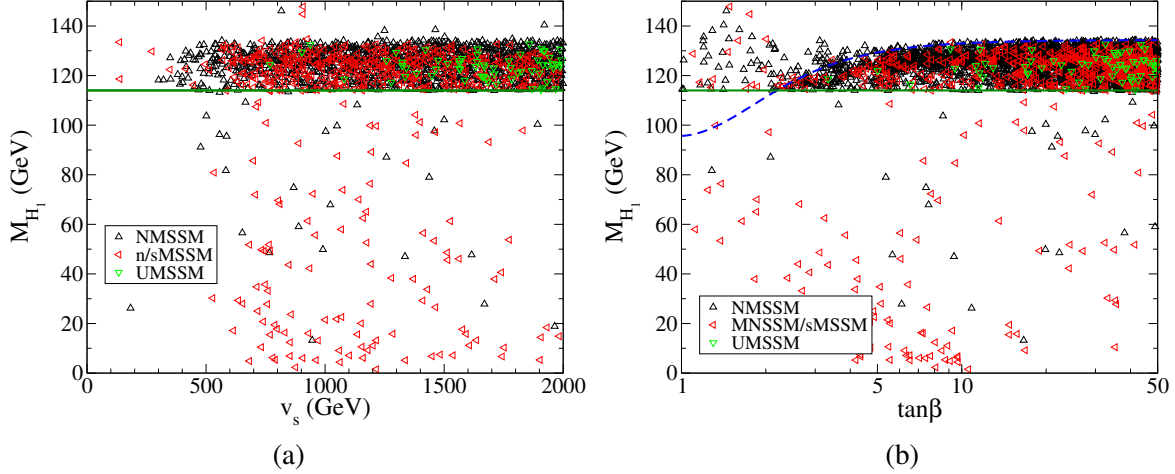 140
120
100
80
60
40
20
0
M_{H_1} (GeV)
NMSSM
n/sMSSM
UMSSM
0 500 1000 1500 2000
v_s (GeV)
(a)
140
120
100
80
60
40
20
0
M_{H_1} (GeV)
NMSSM
MNSSM/sMSSM
UMSSM
1 5 10 50
tanβ
(b)